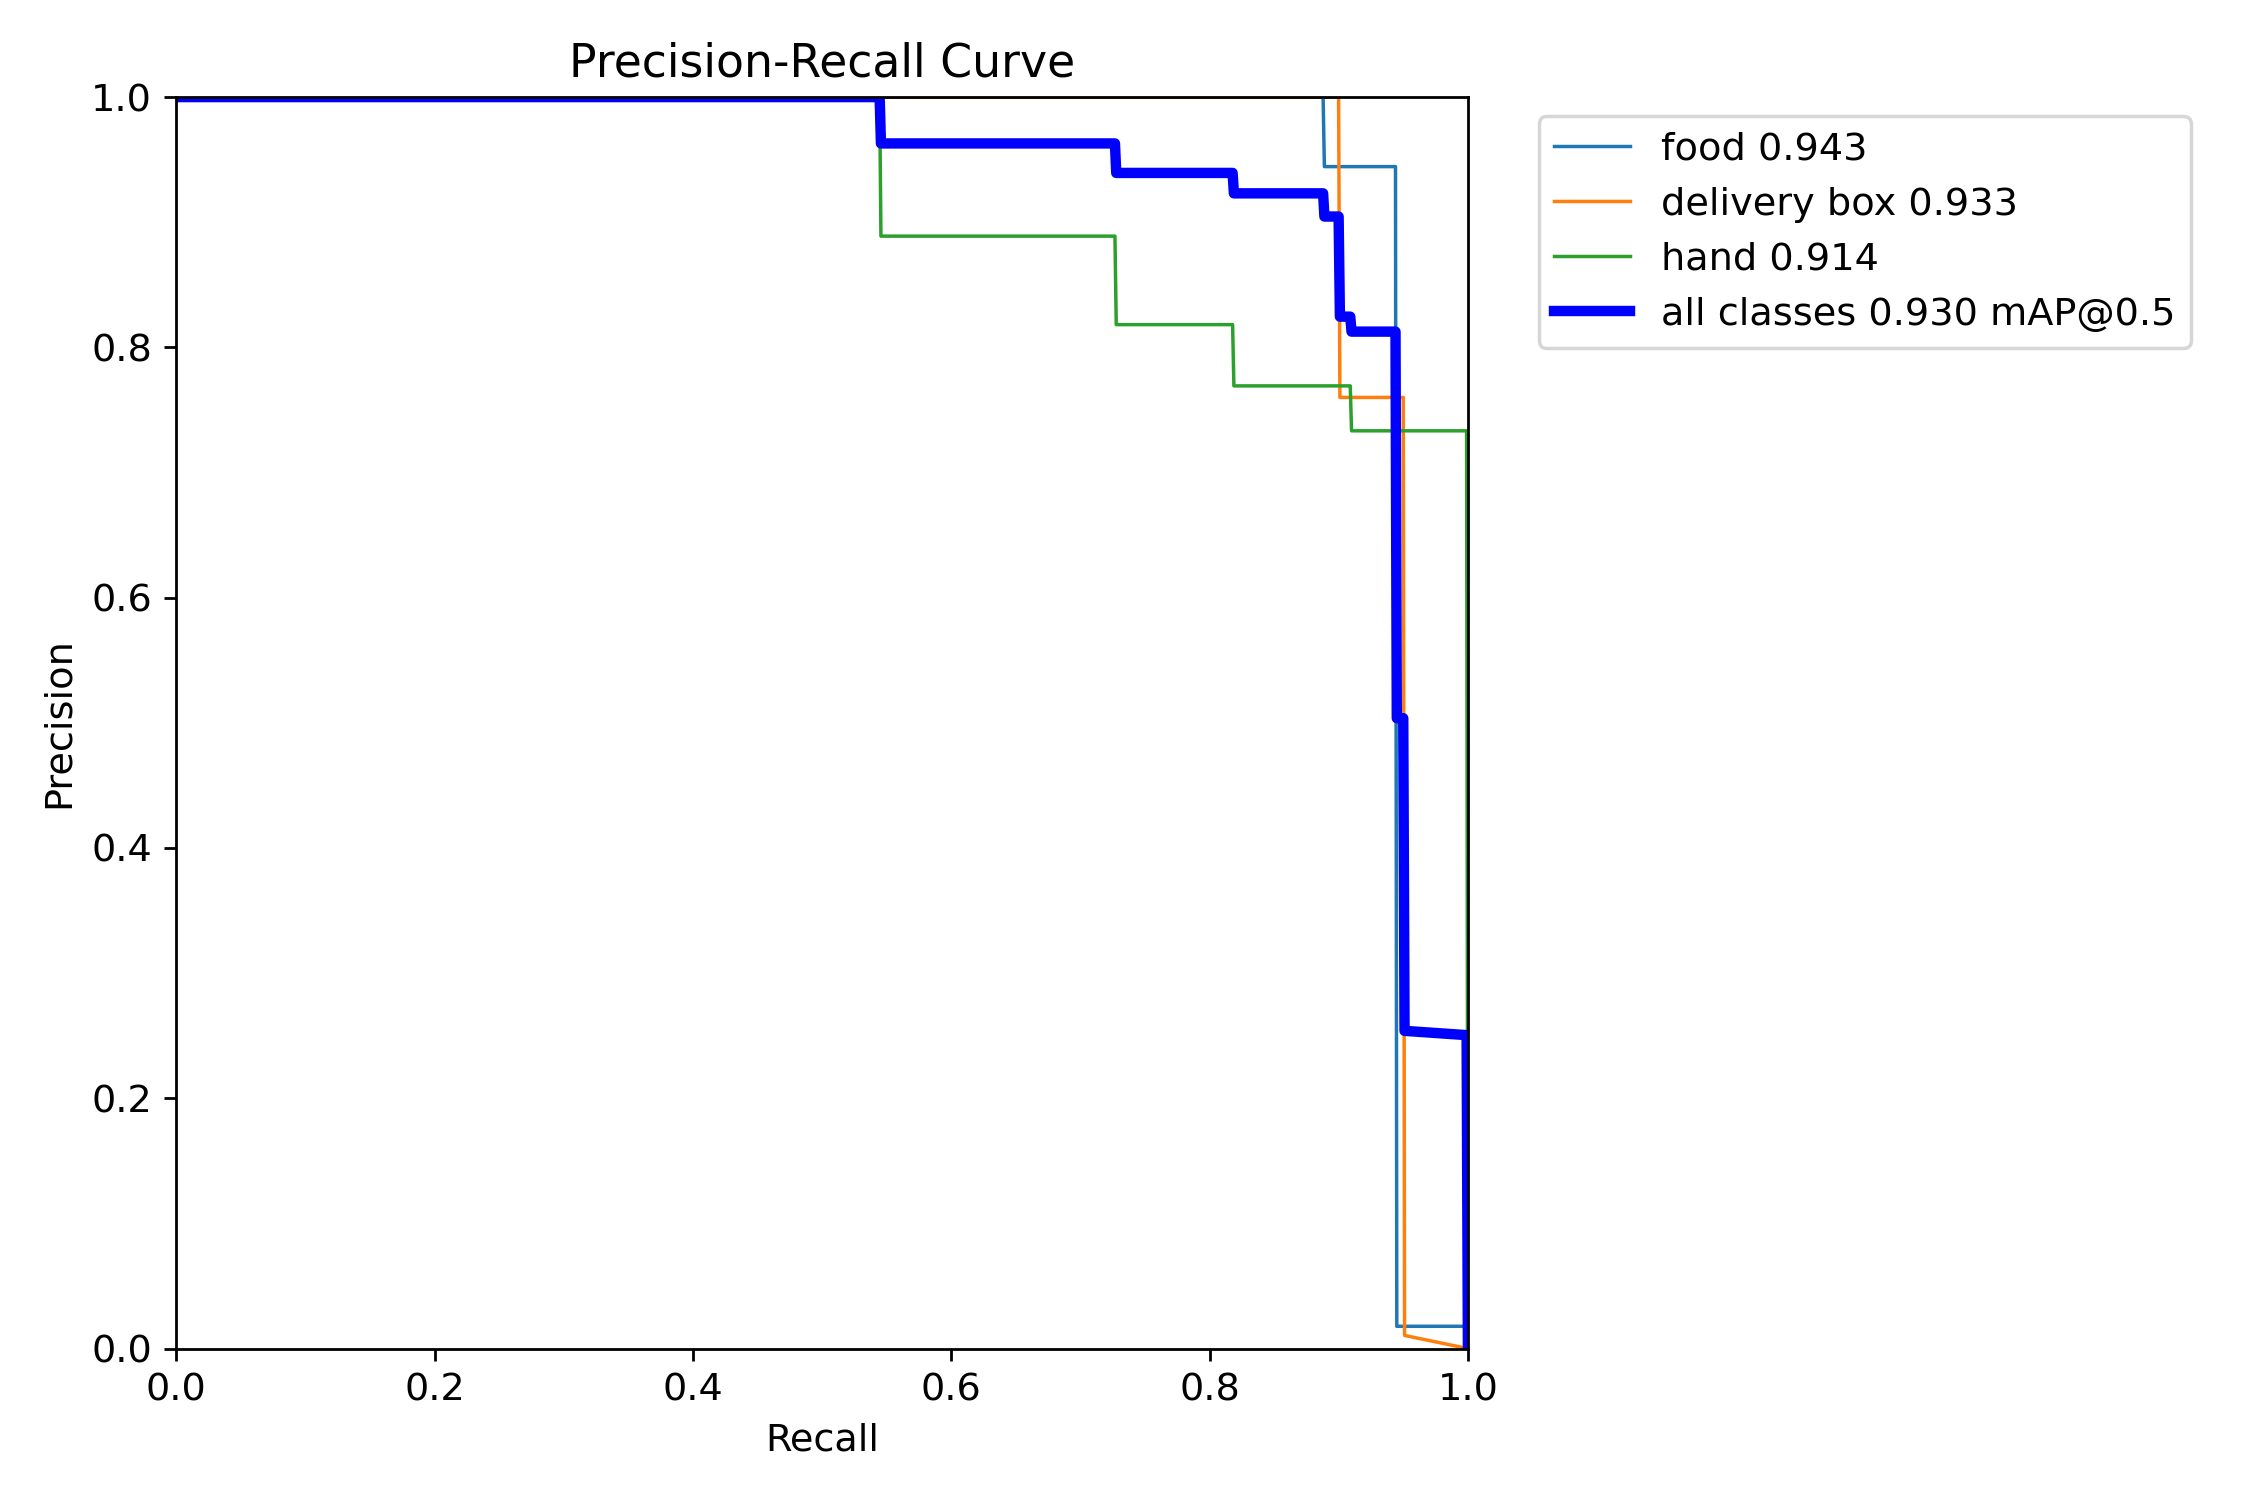 Precision-Recall Curve
1.0
0.8
0.6
0.4
0.2
0.0
Precision
0.0 0.2 0.4 0.6 0.8 1.0
Recall
food 0.943
delivery box 0.933
hand 0.914
all classes 0.930 mAP@0.5